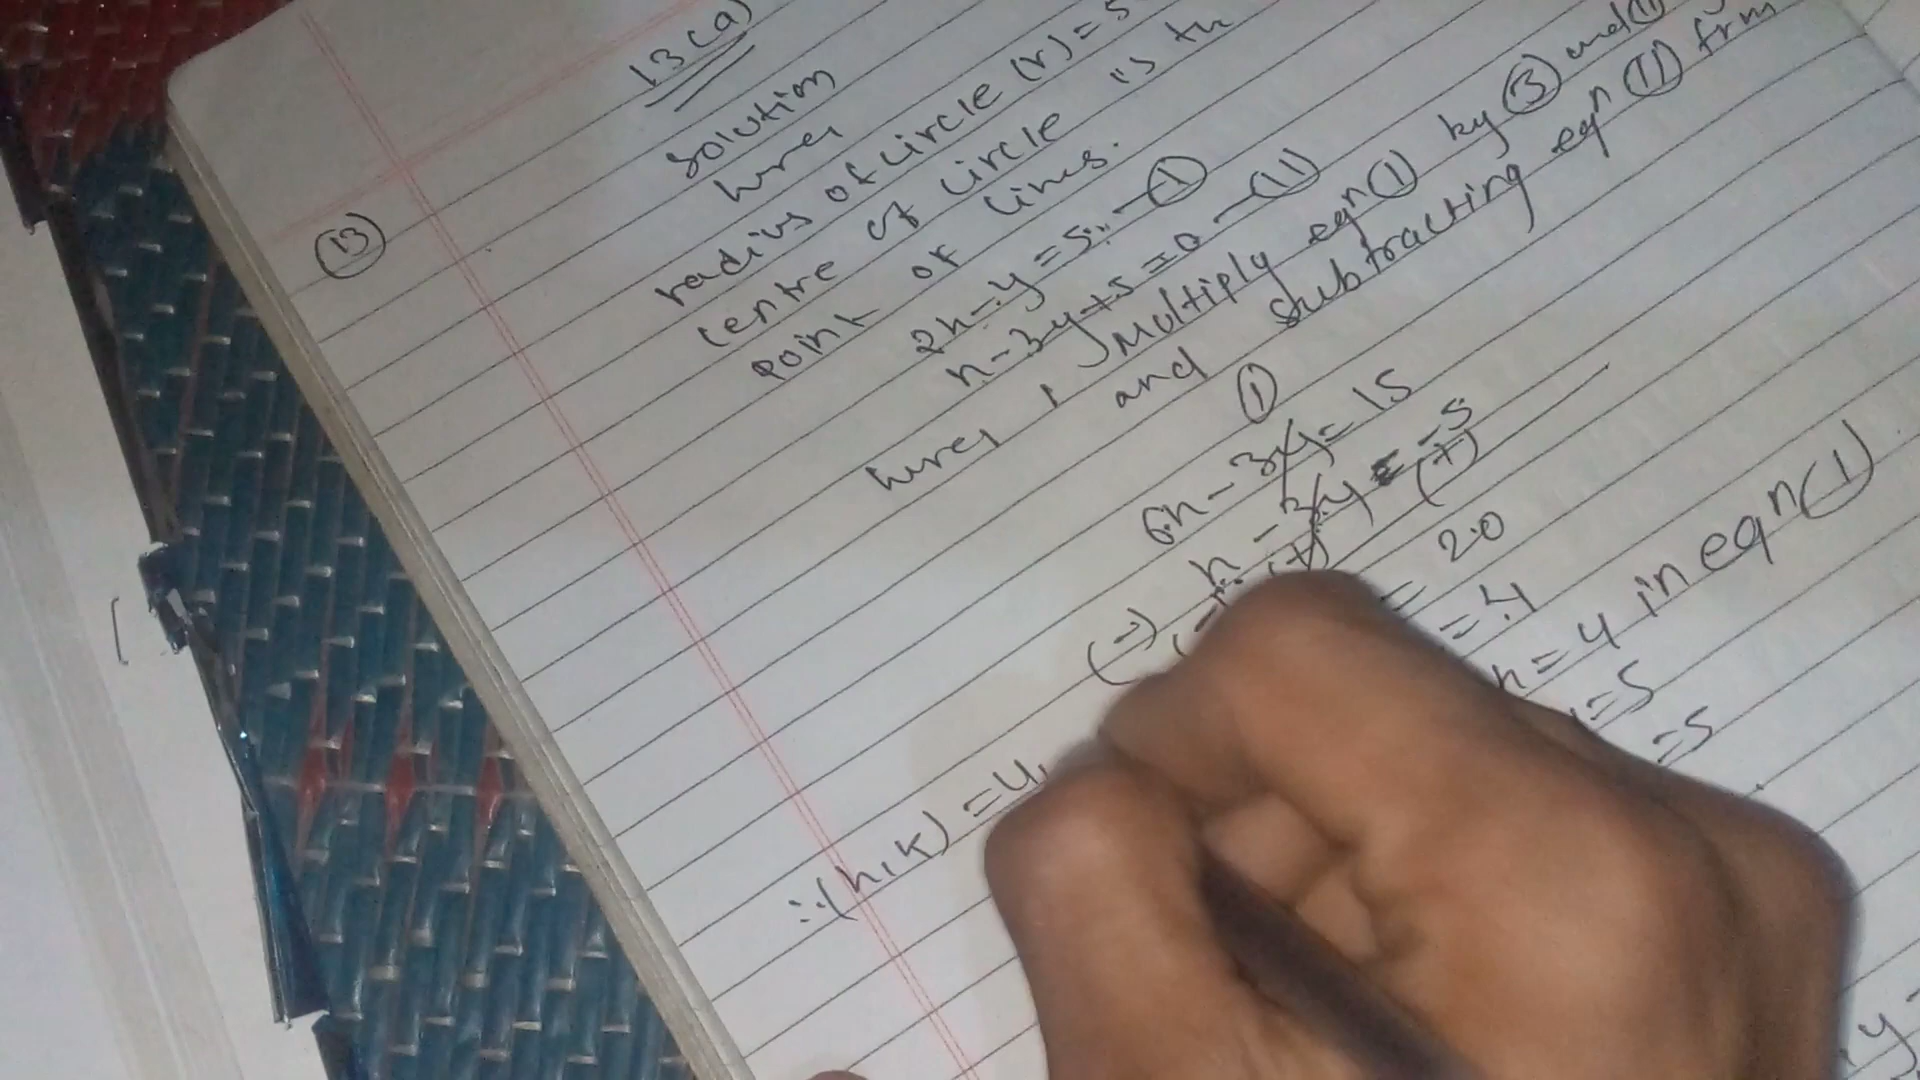 13(a)
(13)
solution
here,
radius of circle (r) = 5
centre of circle is the
point of lines.
2x - y = 5 - (I)
x - 3y + 5 = 0 - (II)
here, Multiply eqn (I) by (3) and
and subtracting eqn (II) from
(I)
6x - 3y = 15
x - 3y = -5
(-) (-) (+) (+)
= 20
= 4
x = 4 in eqn (I)
= 5
= 5
∴ (h, k) = 4,
y